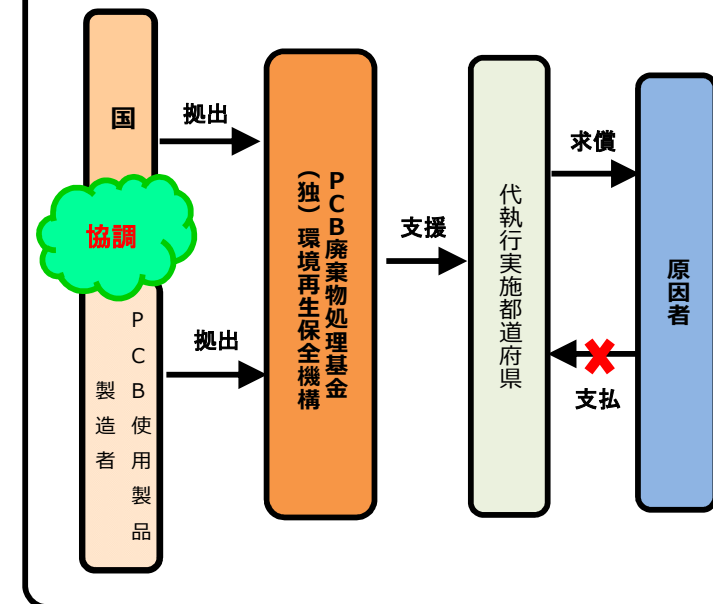 国
協調
PCB使用製品
製造者
拠出
拠出
PCB廃棄物処理基金
（独）環境再生保全機構
支援
代執行実施都道府県
求償
支払
原因者